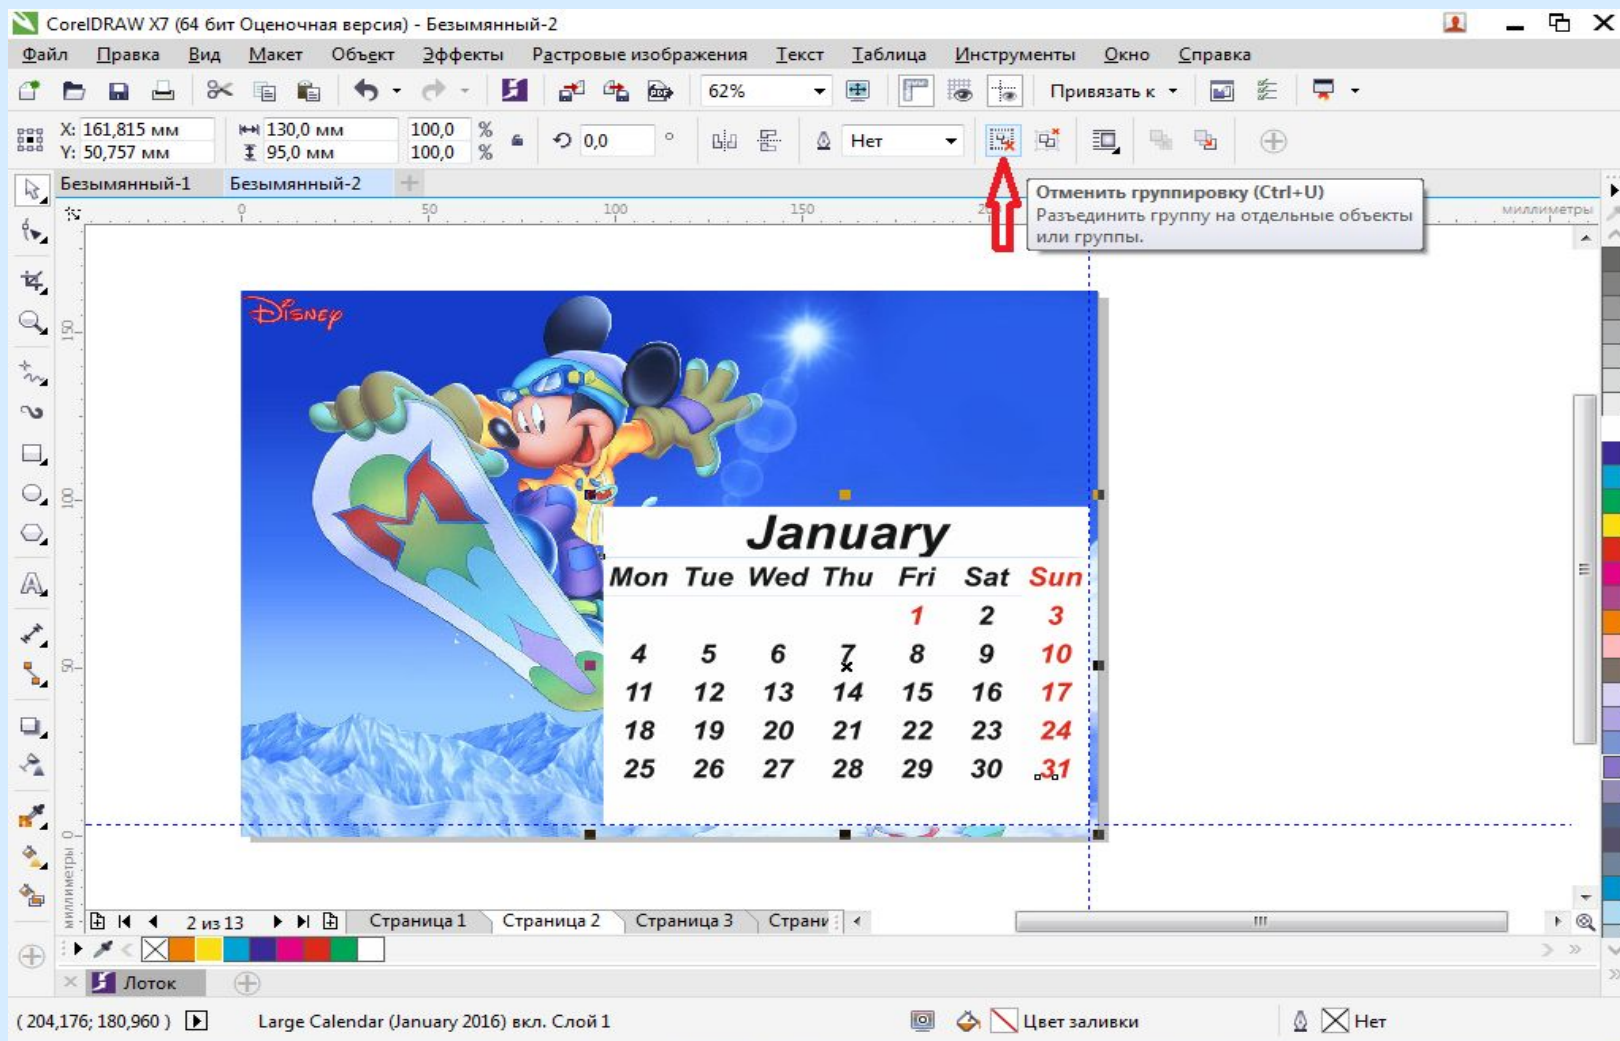 CorelDRAW X7 (64 бит Оценочная версия) - Безымянный-2
Файл Правка Вид Макет Объект Эффекты Растровые изображения Текст Таблица Инструменты Окно Справка
62% Привязать к
X: 161,815 мм 130,0 мм 100,0 % 0,0 ° Нет
Y: 50,757 мм 95,0 мм 100,0 %
Безымянный-1 Безымянный-2
Отменить группировку (Ctrl+U)
Разъединить группу на отдельные объекты
или группы.
0 50 100 150 миллиметры
150
100
50
0
миллиметры
Disney
January
Mon Tue Wed Thu Fri Sat Sun
1 2 3
4 5 6 7 8 9 10
11 12 13 14 15 16 17
18 19 20 21 22 23 24
25 26 27 28 29 30 31
2 из 13 Страница 1 Страница 2 Страница 3 Страни
Лоток
( 204,176; 180,960 ) Large Calendar (January 2016) вкл. Слой 1 Цвет заливки Нет